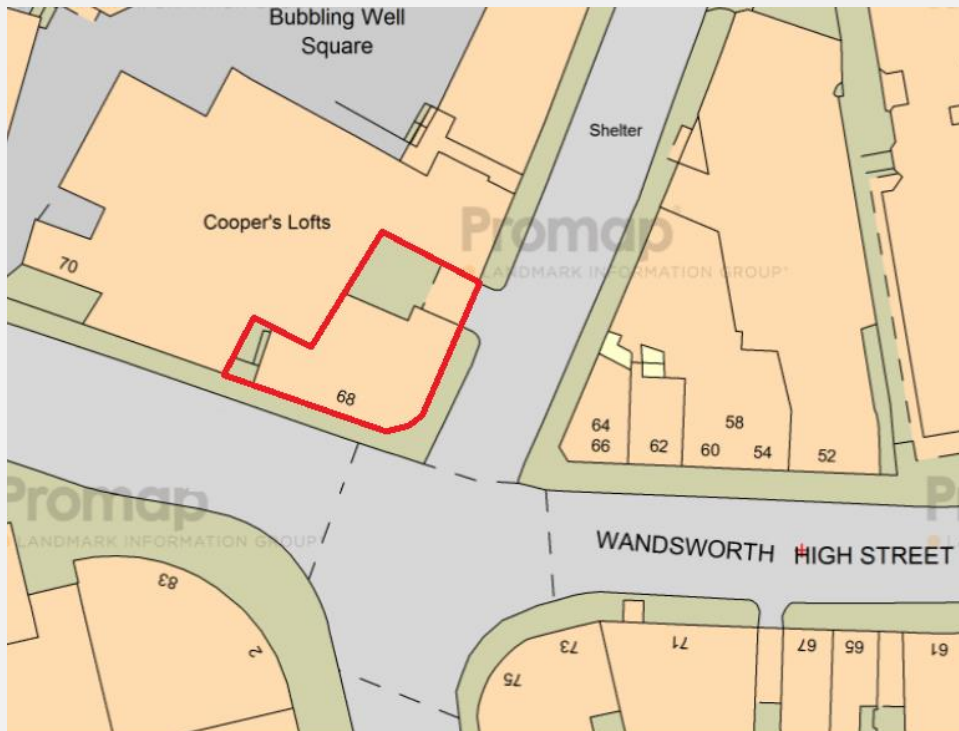 Bubbling Well
Square
Shelter
Promap
LANDMARK INFORMATION GROUP
Cooper's Lofts
70
68
64
66
62
60
58
54
52
Promap
LANDMARK INFORMATION GROUP
WANDSWORTH HIGH STREET
83
2
75
73
71
67
65
61